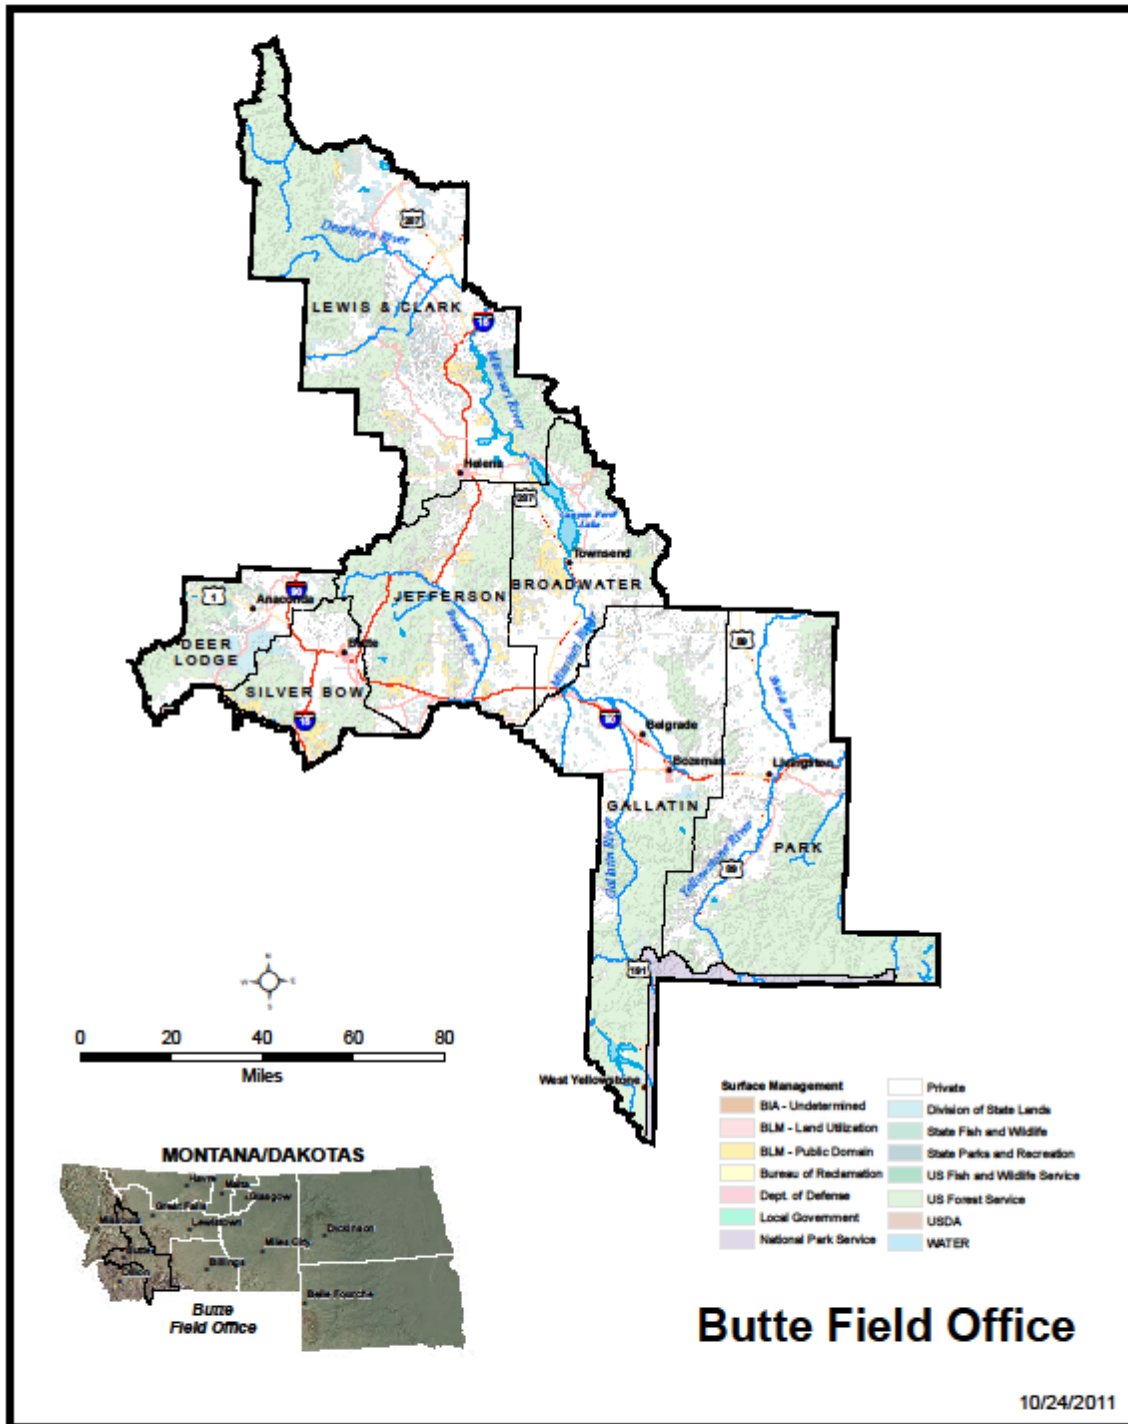 287
Dearborn River
LEWIS & CLARK
15
Missouri River
Helena
287
Canyon Ferry
Lake
Townsend
BROADWATER
JEFFERSON
Boulder River
90
1
Anaconda
DEER
LODGE
Butte
SILVER BOW
15
Missouri River
89
90
Belgrade
Bozeman
Livingston
GALLATIN
Gallatin River
Yellowstone River
PARK
89
191
N
W
E
S
0 20 40 60 80
Miles
West Yellowstone
Surface Management
BIA - Undetermined
BLM - Land Utilization
BLM - Public Domain
Bureau of Reclamation
Dept. of Defense
Local Government
National Park Service
Private
Division of State Lands
State Fish and Wildlife
State Parks and Recreation
US Fish and Wildlife Service
US Forest Service
USDA
WATER
MONTANA/DAKOTAS
Havre
Malta
Glasgow
Great Falls
Missoula
Lewistown
Dickinson
Miles City
Butte
Billings
Dillon
Belle Fourche
Butte
Field Office
Butte Field Office
10/24/2011